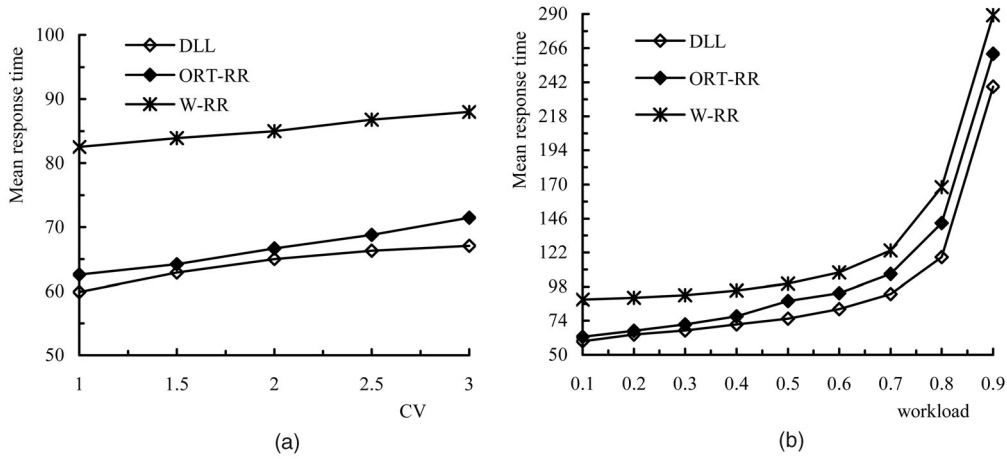 100
90
80
70
60
50
Mean response time
DLL
ORT-RR
W-RR
1 1.5 2 2.5 3
CV
(a)
290
266
242
218
194
170
146
122
98
74
50
Mean response time
DLL
ORT-RR
W-RR
0.1 0.2 0.3 0.4 0.5 0.6 0.7 0.8 0.9
workload
(b)